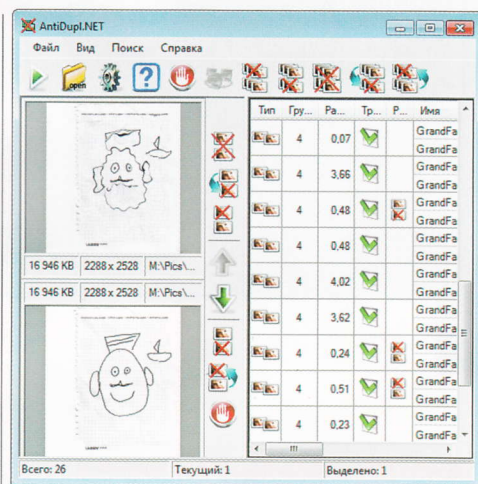 AntiDupl.NET
Файл Вид Поиск Справка
open
Тип Гру... Ра... Тр... Р... Имя
4 0,07 GrandFa
GrandFa
4 3,66 GrandFa
GrandFa
4 0,48 GrandFa
GrandFa
4 0,48 GrandFa
GrandFa
4 4,02 GrandFa
GrandFa
4 3,62 GrandFa
GrandFa
4 0,24 GrandFa
GrandFa
4 0,51 GrandFa
GrandFa
4 0,23 GrandFa
GrandFa
16 946 KB 2288 x 2528 M:\Pics\...
16 946 KB 2288 x 2528 M:\Pics\...
Всего: 26 Текущий: 1 Выделено: 1